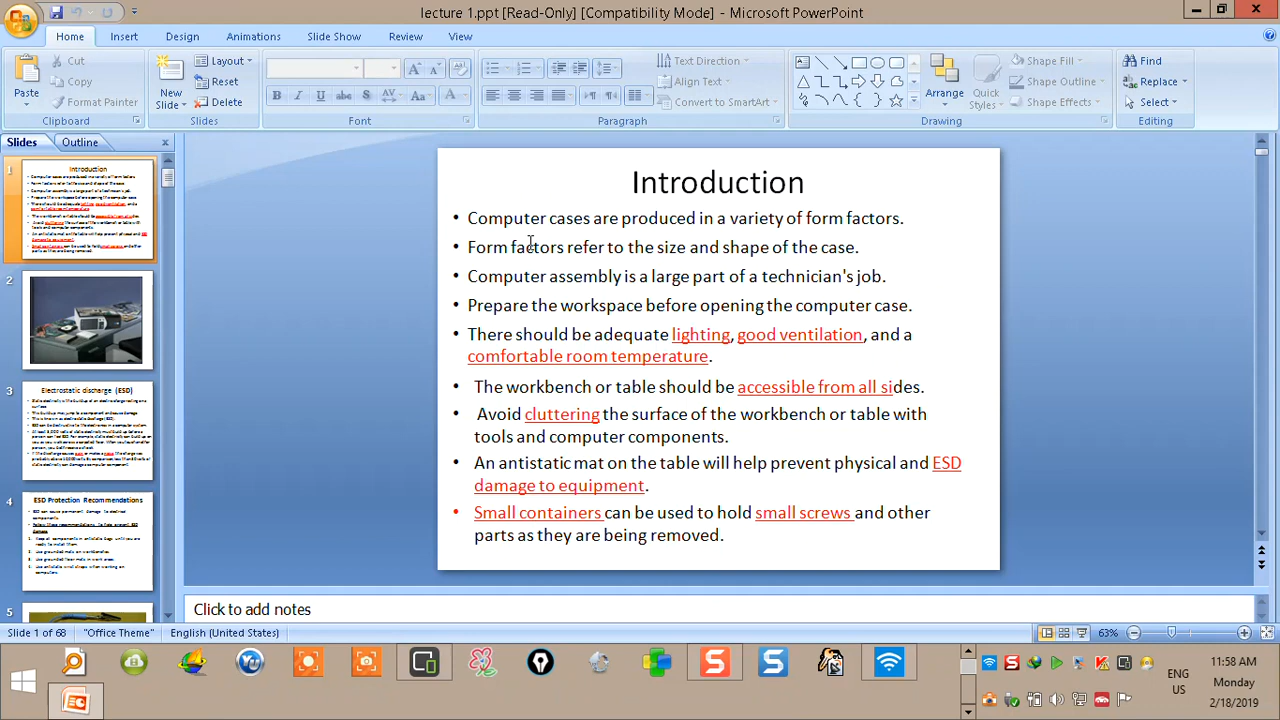 lecture 1 [Read-Only] [Compatibility Mode] - Microsoft PowerPoint
Home Insert Design Animations Slide Show Review View
Paste
Cut
Copy
Format Painter
Clipboard
New Slide
Layout
Reset
Delete
Slides
B I U abc S AV Aa A
Font
Text Direction
Align Text
Convert to SmartArt
Paragraph
Arrange
Quick Styles
Shape Fill
Shape Outline
Shape Effects
Drawing
Find
Replace
Select
Editing
Slides Outline
1
Introduction
2
3
Electrostatic discharge (ESD)
4
ESD Protection Recommendations
5
Introduction
• Computer cases are produced in a variety of form factors.
• Form factors refer to the size and shape of the case.
• Computer assembly is a large part of a technician's job.
• Prepare the workspace before opening the computer case.
• There should be adequate lighting, good ventilation, and a
comfortable room temperature.
• The workbench or table should be accessible from all sides.
• Avoid cluttering the surface of the workbench or table with
tools and computer components.
• An antistatic mat on the table will help prevent physical and ESD
damage to equipment.
• Small containers can be used to hold small screws and other
parts as they are being removed.
Click to add notes
Slide 1 of 68 "Office Theme" English (United States) 63%
ENG
US
11:58 AM
Monday
2/18/2019